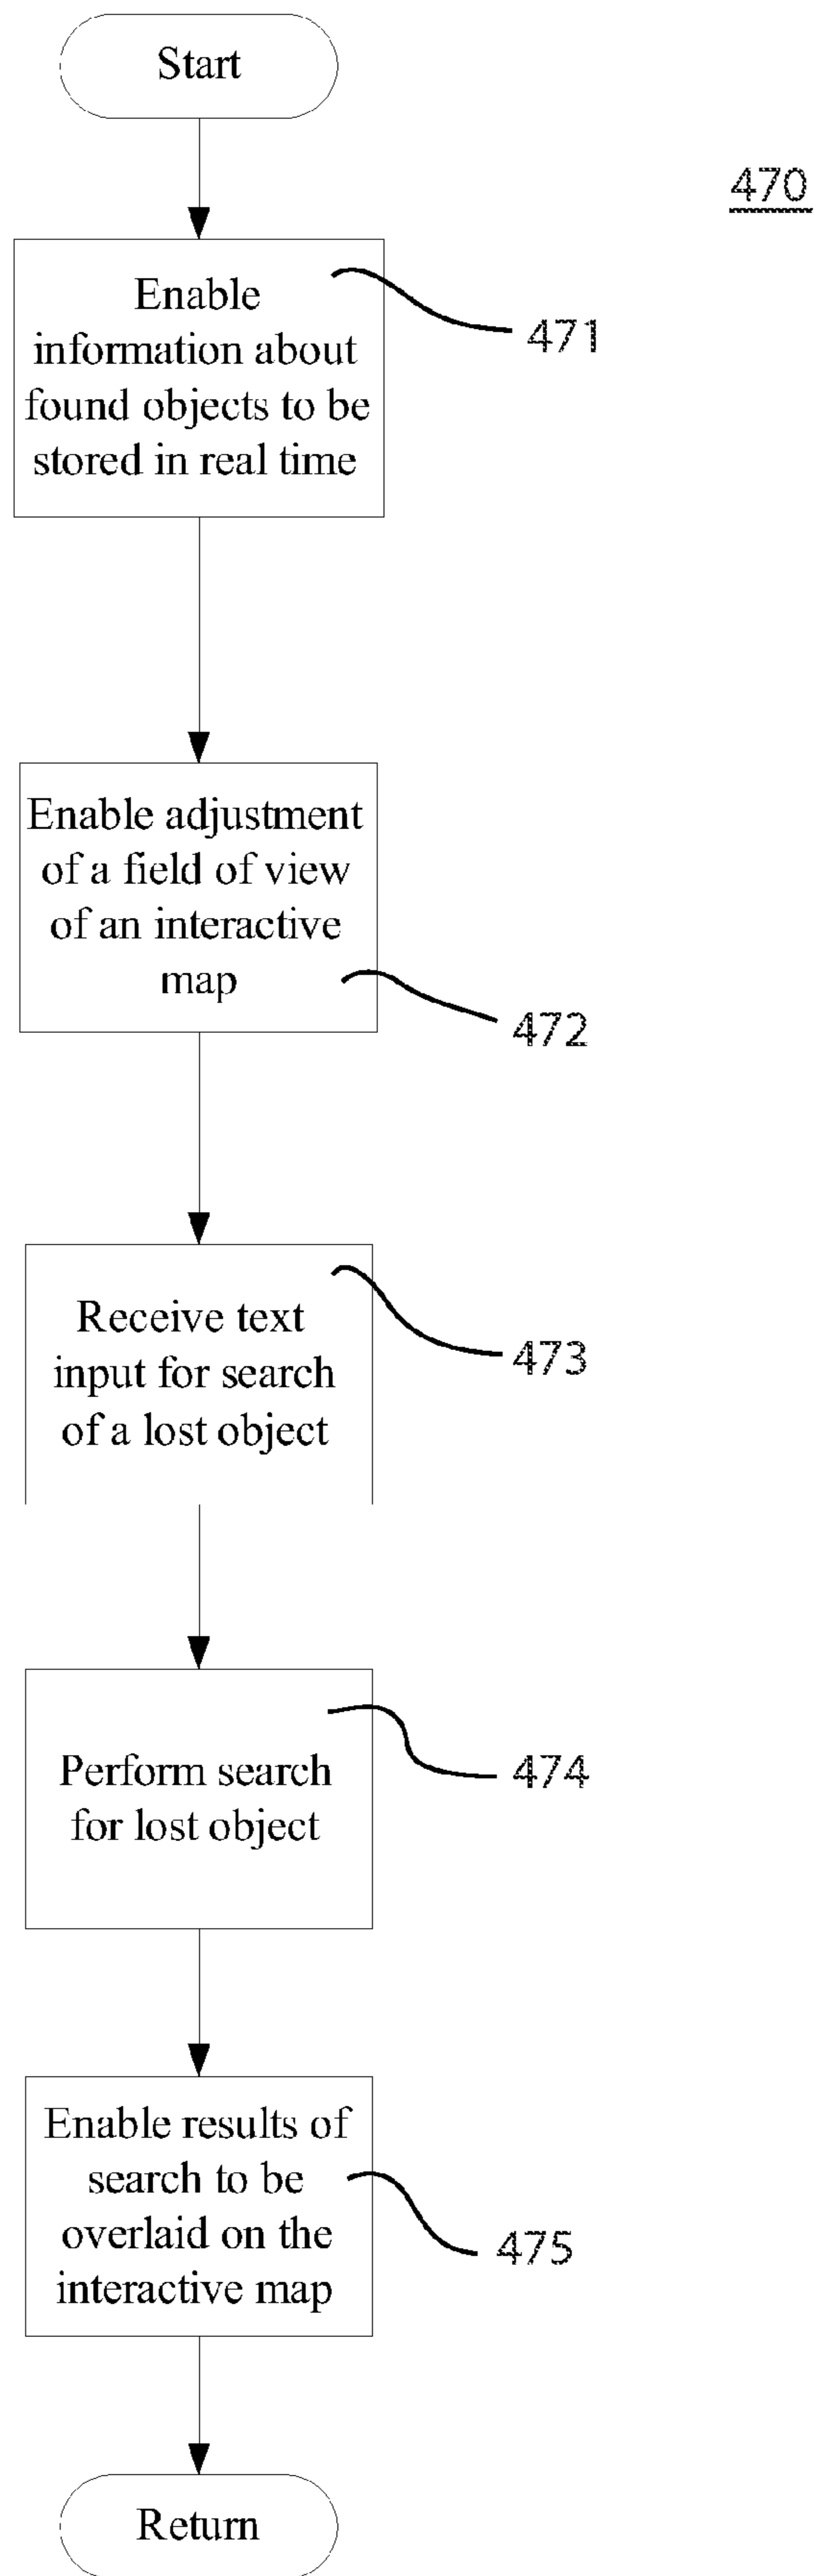 Start
470
Enable
information about
found objects to be
stored in real time
471
Enable adjustment
of a field of view
of an interactive
map
472
Receive text
input for search
of a lost object
473
Perform search
for lost object
474
Enable results of
search to be
overlaid on the
interactive map
475
Return